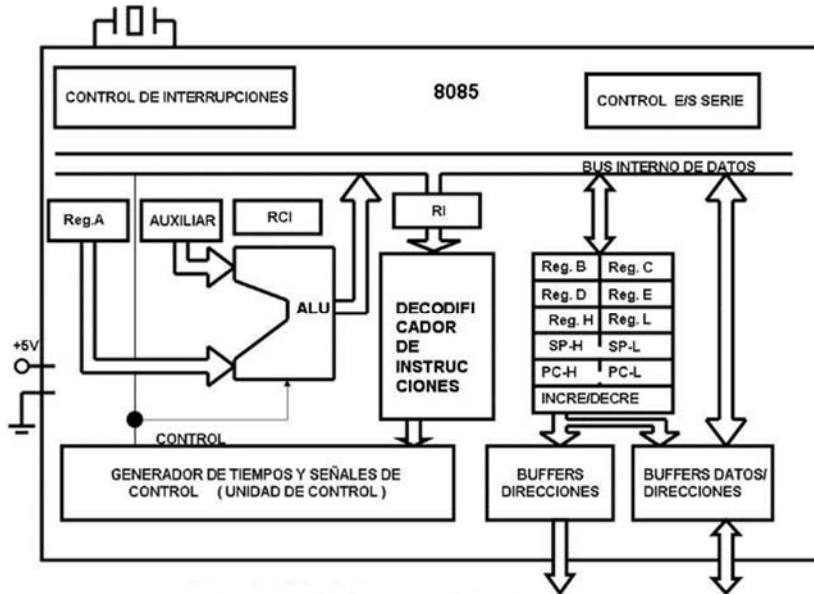 CONTROL DE INTERRUPCIONES
8085
CONTROL E/S SERIE
BUS INTERNO DE DATOS
Reg.A
AUXILIAR
RCI
RI
ALU
DECODIFI
CADOR
DE
INSTRUC
CIONES
Reg. B Reg. C
Reg. D Reg. E
Reg. H Reg. L
SP-H SP-L
PC-H PC-L
INCRE/DECRE
+5V
CONTROL
GENERADOR DE TIEMPOS Y SEÑALES DE
CONTROL ( UNIDAD DE CONTROL )
BUFFERS
DIRECCIONES
BUFFERS DATOS/
DIRECCIONES